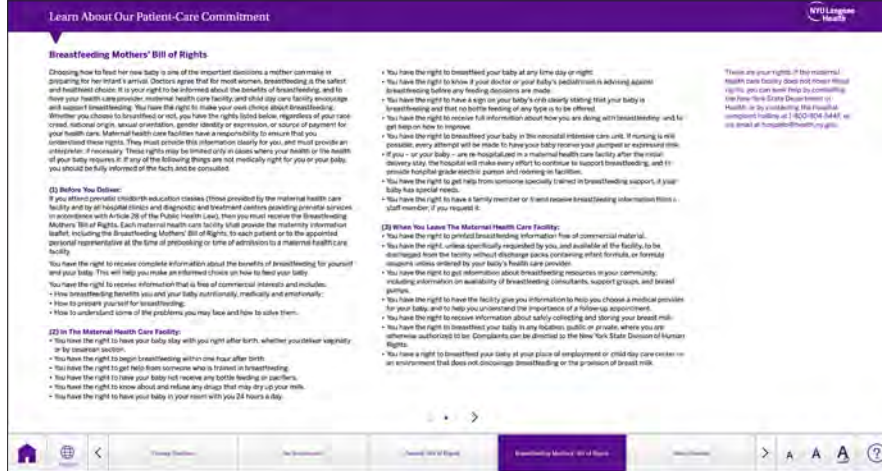 Learn About Our Patient-Care Commitment
NYU Langone
Health
Breastfeeding Mothers' Bill of Rights
Choosing how to feed her new baby is one of the important decisions a mother can make in
preparing for her infant's arrival. Doctors agree that for most women, breastfeeding is the safest
and healthiest choice. It is your right to be informed about the benefits of breastfeeding, and to
have your health care provider, maternal health care facility, and child day care facility encourage
and support breastfeeding. You have the right to make your own choice about breastfeeding.
Whether you choose to breastfeed or not, you have the rights listed below, regardless of your race,
creed, national origin, sexual orientation, gender identity or expression, or source of payment for
your health care. Maternal health care facilities have a responsibility to ensure that you
understand these rights. They must provide this information clearly for you, and must provide an
interpreter, if necessary. These rights may be limited only in cases where your health or the health
of your baby requires it. If any of the following things are not medically right for you or your baby,
you should be fully informed of the facts and be consulted.
(1) Before You Deliver:
If you attend prenatal childbirth education classes (those provided by the maternal health care
facility and by all hospital clinics and diagnostic and treatment centers providing prenatal services
in accordance with Article 28 of the Public Health Law), then you must receive the Breastfeeding
Mothers' Bill of Rights. Each maternal health care facility shall provide the maternity information
leaflet, including the Breastfeeding Mothers' Bill of Rights, to each patient or to the appointed
personal representative at the time of prebooking or time of admission to a maternal health care
facility.
You have the right to receive complete information about the benefits of breastfeeding for yourself
and your baby. This will help you make an informed choice on how to feed your baby.
You have the right to receive information that is free of commercial interests and includes:
• How breastfeeding benefits you and your baby nutritionally, medically and emotionally;
• How to prepare yourself for breastfeeding;
• How to understand some of the problems you may face and how to solve them.
(2) In The Maternal Health Care Facility:
• You have the right to have your baby stay with you right after birth, whether you deliver vaginally
or by cesarean section.
• You have the right to begin breastfeeding within one hour after birth.
• You have the right to get help from someone who is trained in breastfeeding.
• You have the right to have your baby not receive any bottle feeding or pacifiers.
• You have the right to know about and refuse any drugs that may dry up your milk.
• You have the right to have your baby in your room with you 24 hours a day.
• You have the right to breastfeed your baby at any time day or night.
• You have the right to know if your doctor or your baby's pediatrician is advising against
breastfeeding before any feeding decisions are made.
• You have the right to have a sign on your baby's crib clearly stating that your baby is
breastfeeding and that no bottle feeding of any type is to be offered.
• You have the right to receive full information about how you are doing with breastfeeding, and to
get help on how to improve.
• You have the right to breastfeed your baby in the neonatal intensive care unit. If nursing is not
possible, every attempt will be made to have your baby receive your pumped or expressed milk.
• If you – or your baby – are re-hospitalized in a maternal health care facility after the initial
delivery stay, the hospital will make every effort to continue to support breastfeeding, and to
provide hospital grade electric pumps and rooming in facilities.
• You have the right to get help from someone specially trained in breastfeeding support, if your
baby has special needs.
• You have the right to have a family member or friend receive breastfeeding information from a
staff member, if you request it.
(3) When You Leave The Maternal Health Care Facility:
• You have the right to printed breastfeeding information free of commercial material.
• You have the right, unless specifically requested by you, and available at the facility, to be
discharged from the facility without discharge packs containing infant formula, or formula
coupons unless ordered by your baby's health care provider.
• You have the right to get information about breastfeeding resources in your community,
including information on availability of breastfeeding consultants, support groups, and breast
pumps.
• You have the right to have the facility give you information to help you choose a medical provider
for your baby, and to help you understand the importance of a follow-up appointment.
• You have the right to receive information about safely collecting and storing your breast milk.
• You have the right to breastfeed your baby in any location, public or private, where you are
otherwise authorized to be. Complaints can be directed to the New York State Division of Human
Rights.
• You have a right to breastfeed your baby at your place of employment or child day care center in
an environment that does not discourage breastfeeding or the provision of breast milk.
These are your rights. If the maternal
health care facility does not honor these
rights, you can seek help by contacting
the New York State Department of
Health, or by contacting the hospital
complaint hotline at 1-800-804-5447, or
via email at hospinfo@health.ny.gov.
Patients' Bill of Rights
Breastfeeding Mothers' Bill of Rights
A A A ?